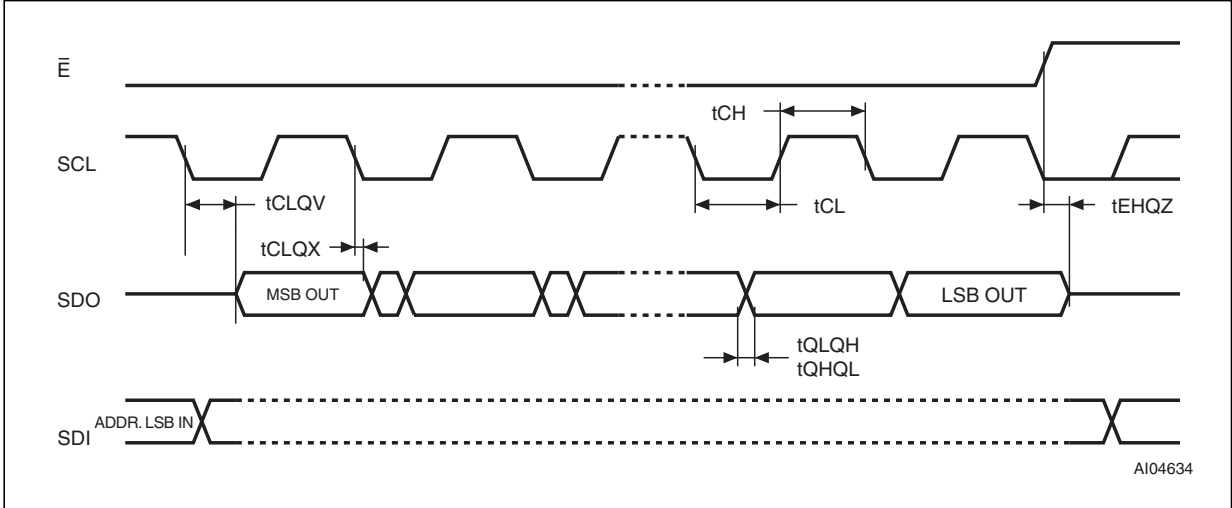 Ē
tCH
SCL
tCLQV
tCL
tEHQZ
tCLQX
SDO
MSB OUT
LSB OUT
tQLQH
tQHQL
ADDR. LSB IN
SDI
AI04634